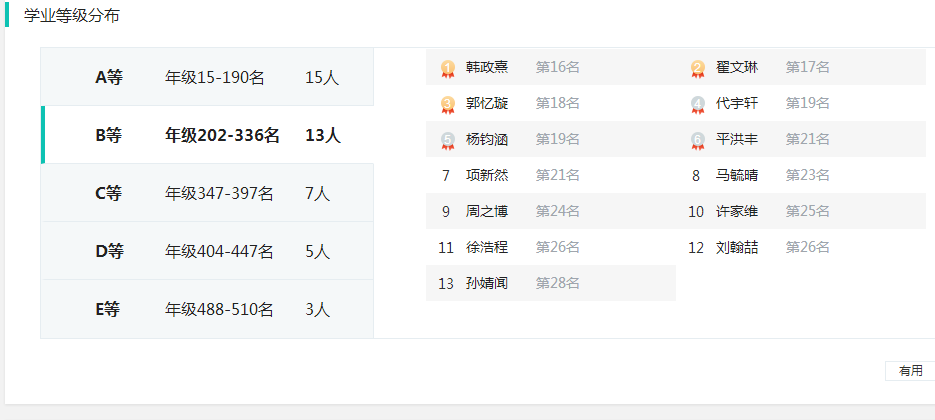 学业等级分布
A等 年级15-190名 15人
B等 年级202-336名 13人
C等 年级347-397名 7人
D等 年级404-447名 5人
E等 年级488-510名 3人
1 韩政熹 第16名 2 翟文琳 第17名
3 郭忆璇 第18名 4 代宇轩 第19名
5 杨钧涵 第19名 6 平洪丰 第21名
7 项新然 第21名 8 马毓晴 第23名
9 周之博 第24名 10 许家维 第25名
11 徐浩程 第26名 12 刘翰喆 第26名
13 孙婧闻 第28名
有用